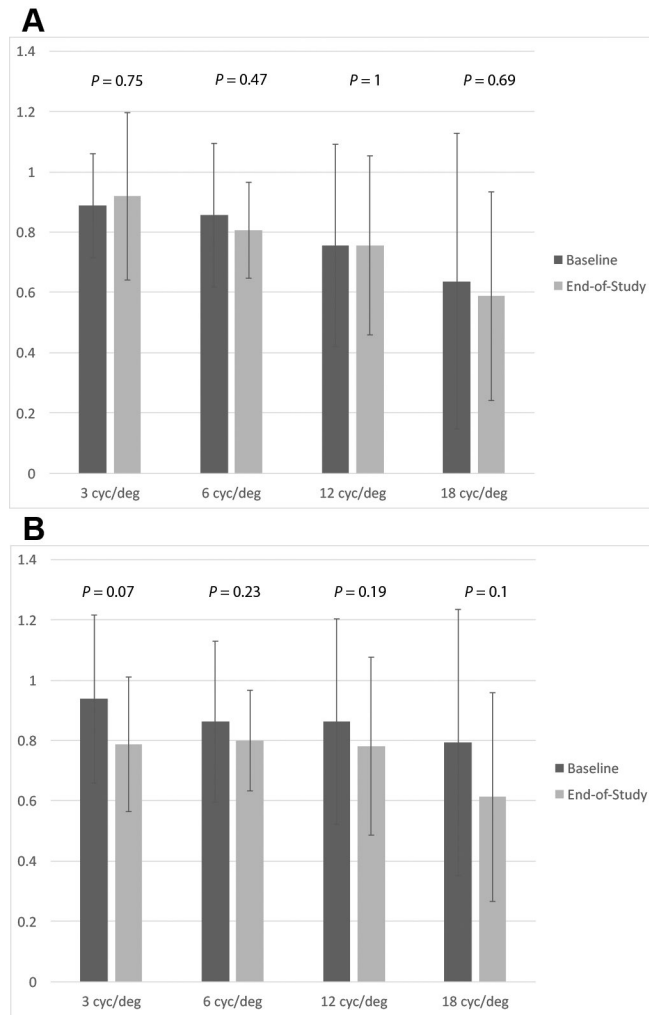 A
1.4
P = 0.75 P = 0.47 P = 1 P = 0.69
1.2
1
0.8
Baseline
0.6
End-of-Study
0.4
0.2
0
3 cyc/deg 6 cyc/deg 12 cyc/deg 18 cyc/deg
B
1.4
P = 0.07 P = 0.23 P = 0.19 P = 0.1
1.2
1
0.8
Baseline
0.6
End-of-Study
0.4
0.2
0
3 cyc/deg 6 cyc/deg 12 cyc/deg 18 cyc/deg